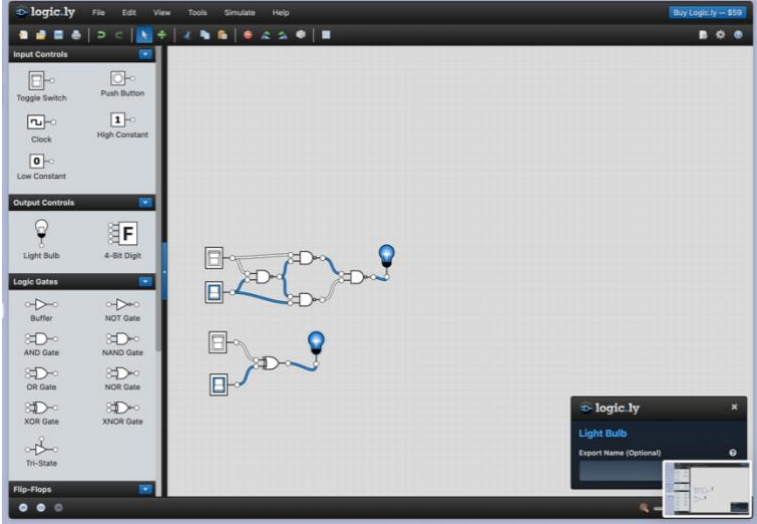 logic.ly File Edit View Tools Simulate Help
Buy Logic.ly — $59
Input Controls
Toggle Switch Push Button
Clock
1
High Constant
0
Low Constant
Output Controls
F
Light Bulb 4-Bit Digit
Logic Gates
Buffer NOT Gate
AND Gate NAND Gate
OR Gate NOR Gate
XOR Gate XNOR Gate
Tri-State
Flip-Flops
logic.ly
Light Bulb
Export Name (Optional)